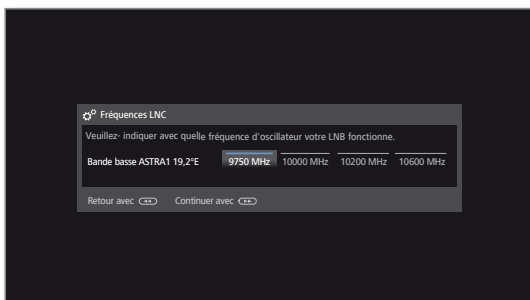 Fréquences LNC
Veuillez- indiquer avec quelle fréquence d'oscillateur votre LNB fonctionne.
Bande basse ASTRA1 19,2°E 9750 MHz 10000 MHz 10200 MHz 10600 MHz
Retour avec Continuer avec